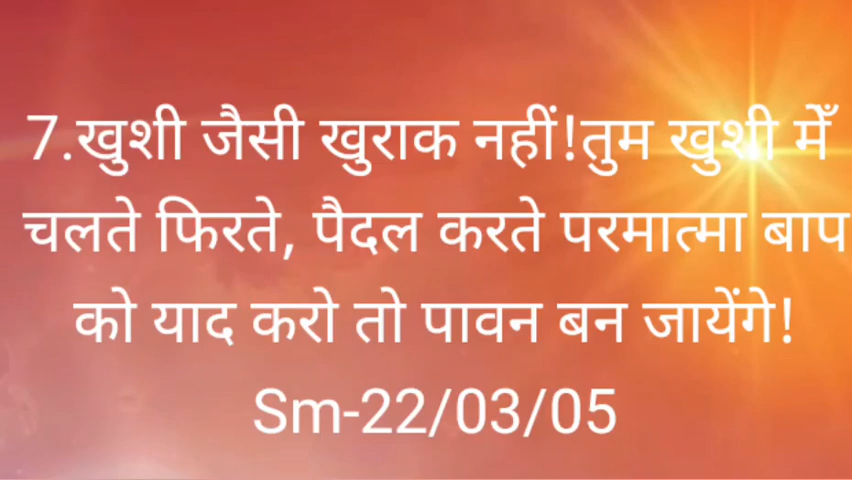 7.खुशी जैसी खुराक नहीं!तुम खुशी मेँ
चलते फिरते, पैदल करते परमात्मा बाप
को याद करो तो पावन बन जायेंगे!
Sm-22/03/05